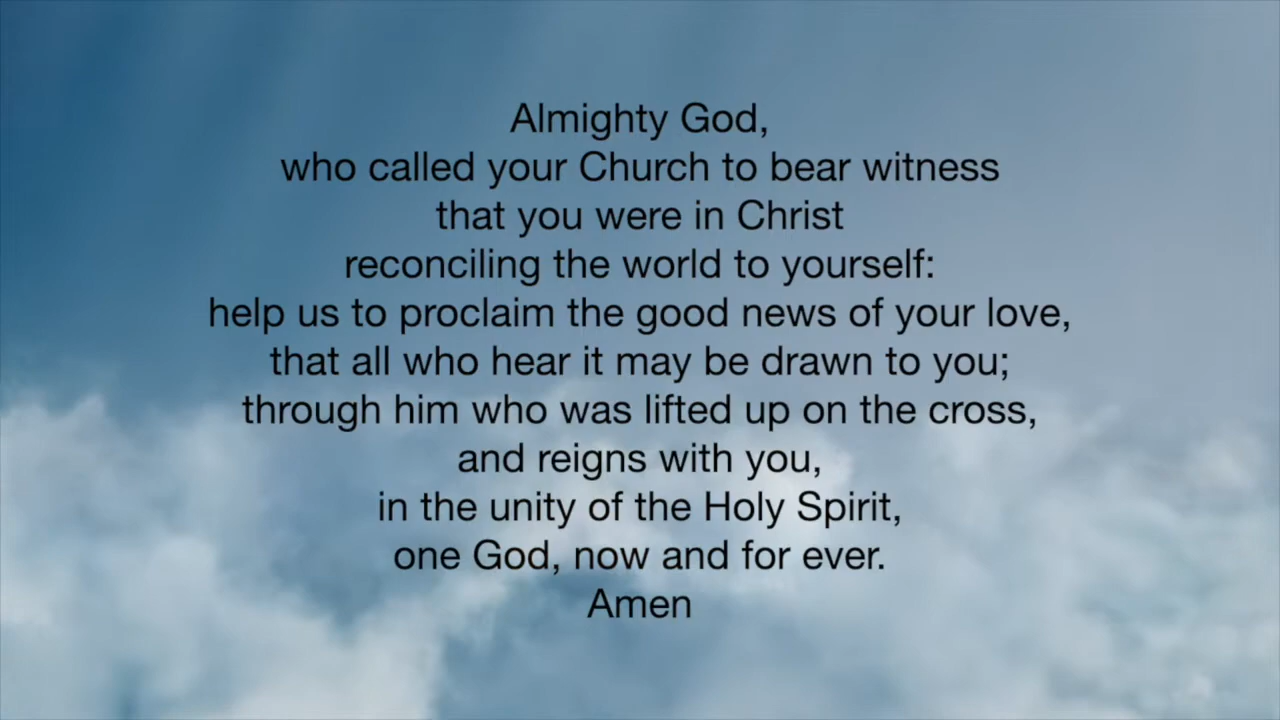 Almighty God,
who called your Church to bear witness
that you were in Christ
reconciling the world to yourself:
help us to proclaim the good news of your love,
that all who hear it may be drawn to you;
through him who was lifted up on the cross,
and reigns with you,
in the unity of the Holy Spirit,
one God, now and for ever.
Amen